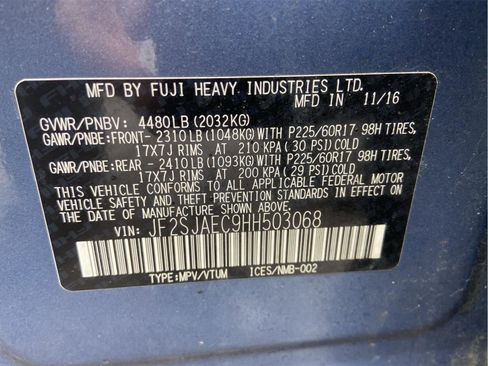 MFD BY FUJI HEAVY INDUSTRIES LTD.
MFD IN 11/16
GVWR/PNBV: 4480LB (2032KG)
GAWR/PNBE: FRONT- 2310LB (1048KG) WITH P225/60R17 98H TIRES,
17X7J RIMS AT 210 KPA (30 PSI) COLD
GAWR/PNBE: REAR - 2410LB (1093KG) WITH P225/60R17 98H TIRES,
17X7J RIMS AT 200 KPA (29 PSI) COLD
THIS VEHICLE CONFORMS TO ALL APPLICABLE FEDERAL MOTOR
VEHICLE SAFETY AND THEFT PREVENTION STANDARDS IN EFFECT
ON THE DATE OF MANUFACTURE SHOWN ABOVE.
VIN: JF2SJAEC9HH503068
TYPE:MPV/VTUM ICES/NMB-002